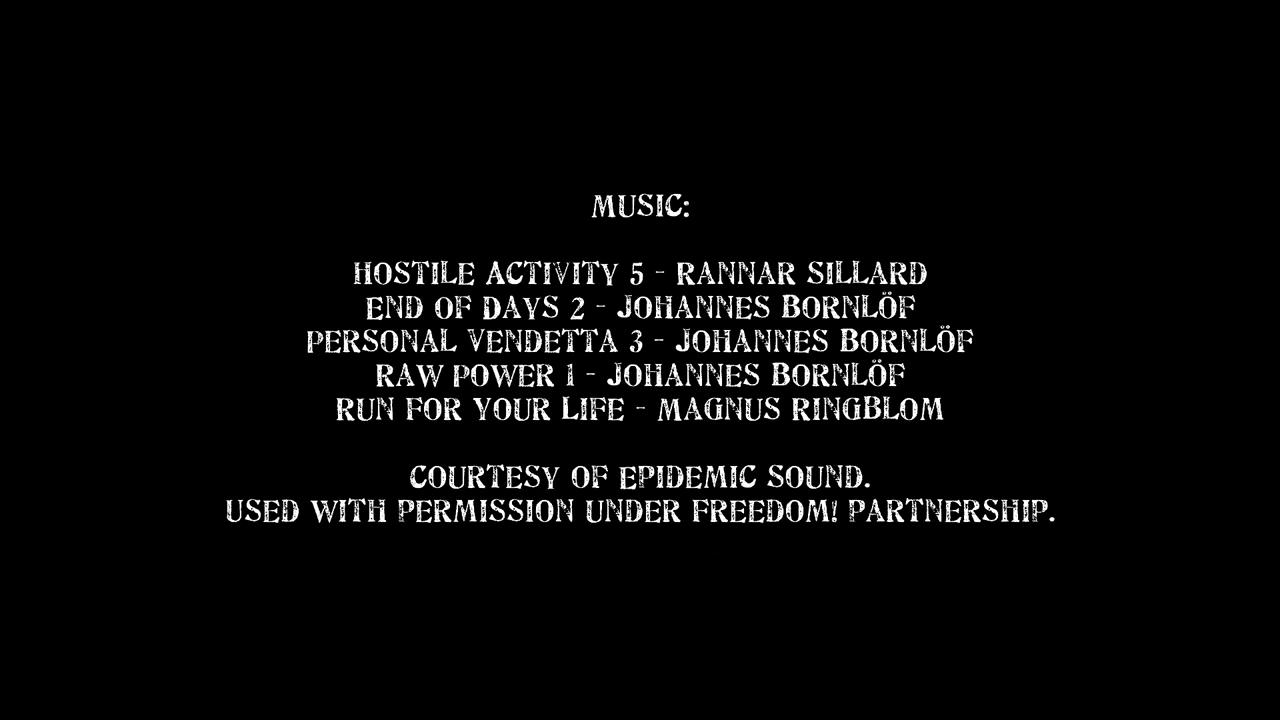 MUSIC:
HOSTILE ACTIVITY 5 - RANNAR SILLARD
END OF DAYS 2 - JOHANNES BORNLÖF
PERSONAL VENDETTA 3 - JOHANNES BORNLÖF
RAW POWER 1 - JOHANNES BORNLÖF
RUN FOR YOUR LIFE - MAGNUS RINGBLOM
COURTESY OF EPIDEMIC SOUND.
USED WITH PERMISSION UNDER FREEDOM! PARTNERSHIP.